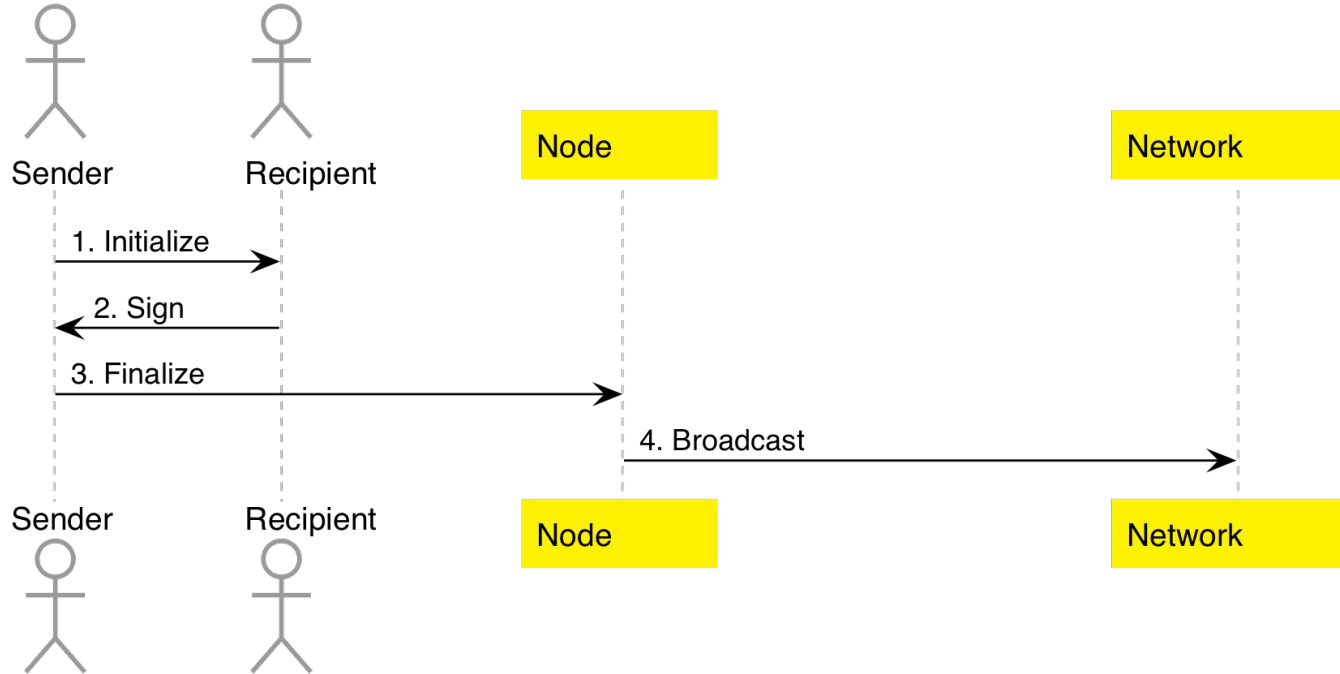 Sender
Recipient
Node
Network
1. Initialize
2. Sign
3. Finalize
4. Broadcast
Sender
Recipient
Node
Network